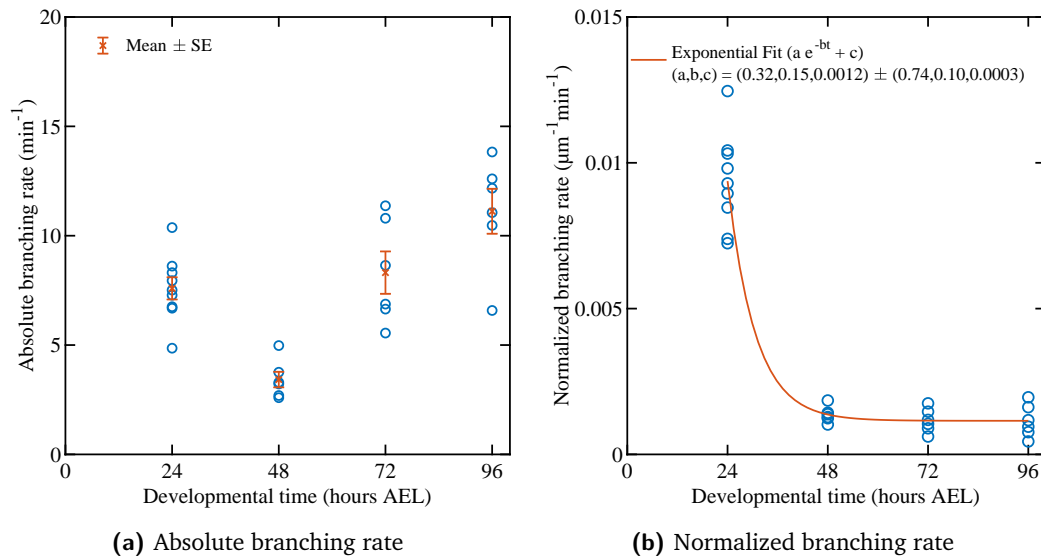 20
15
10
5
0
Absolute branching rate (min⁻¹)
Mean ± SE
0 24 48 72 96
Developmental time (hours AEL)
(a) Absolute branching rate
0.015
0.01
0.005
0
Normalized branching rate (μm⁻¹min⁻¹)
Exponential Fit (a e⁻ᵇᵗ + c)
(a,b,c) = (0.32,0.15,0.0012) ± (0.74,0.10,0.0003)
0 24 48 72 96
Developmental time (hours AEL)
(b) Normalized branching rate